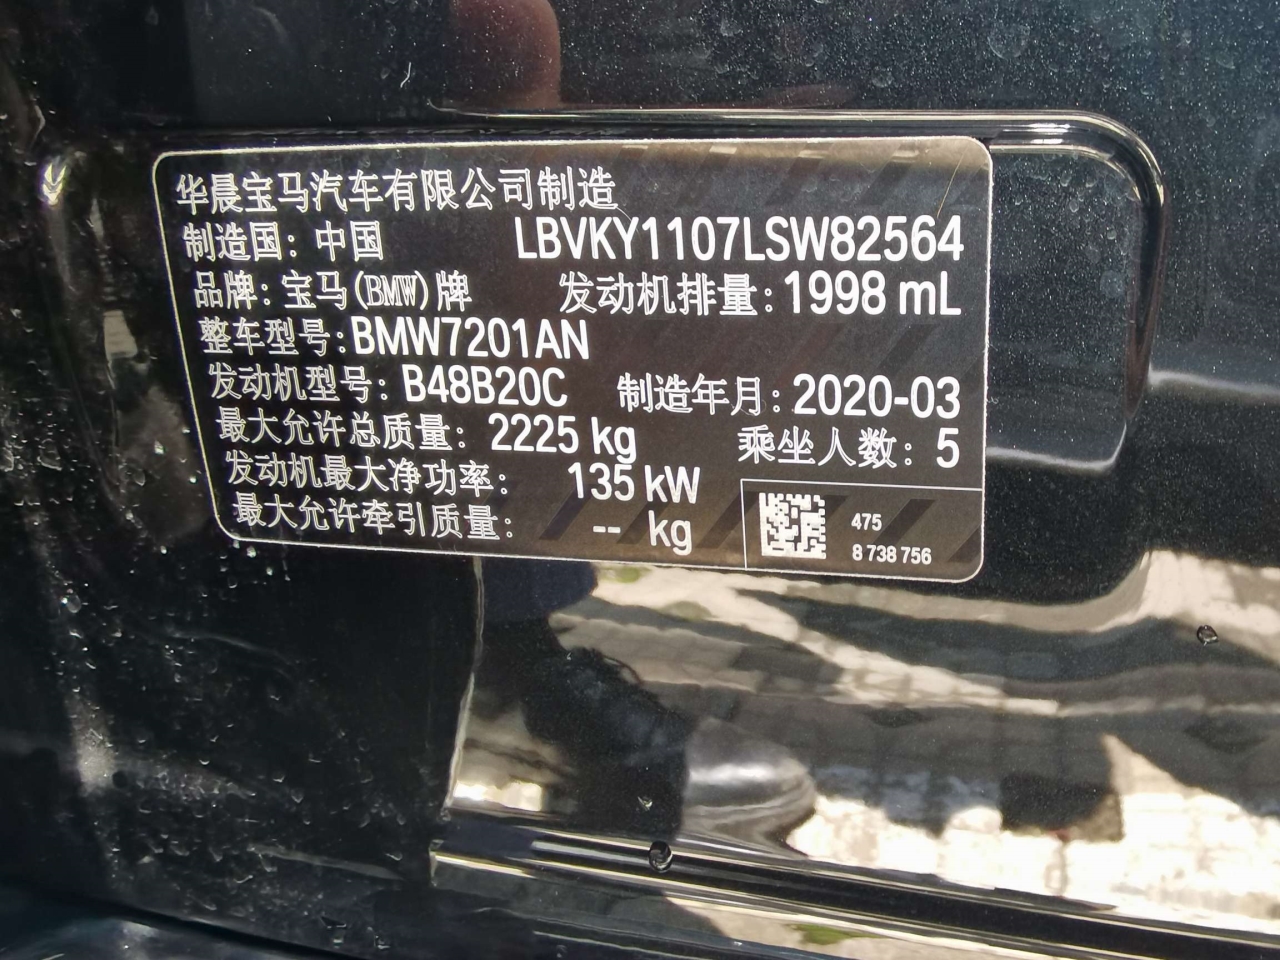 华晨宝马汽车有限公司制造
制造国: 中国 LBVKY1107LSW82564
品牌: 宝马(BMW)牌 发动机排量: 1998 mL
整车型号: BMW7201AN
发动机型号: B48B20C 制造年月: 2020-03
最大允许总质量: 2225 kg 乘坐人数: 5
发动机最大净功率: 135 kW
最大允许牵引质量: -- kg
475
8 738 756